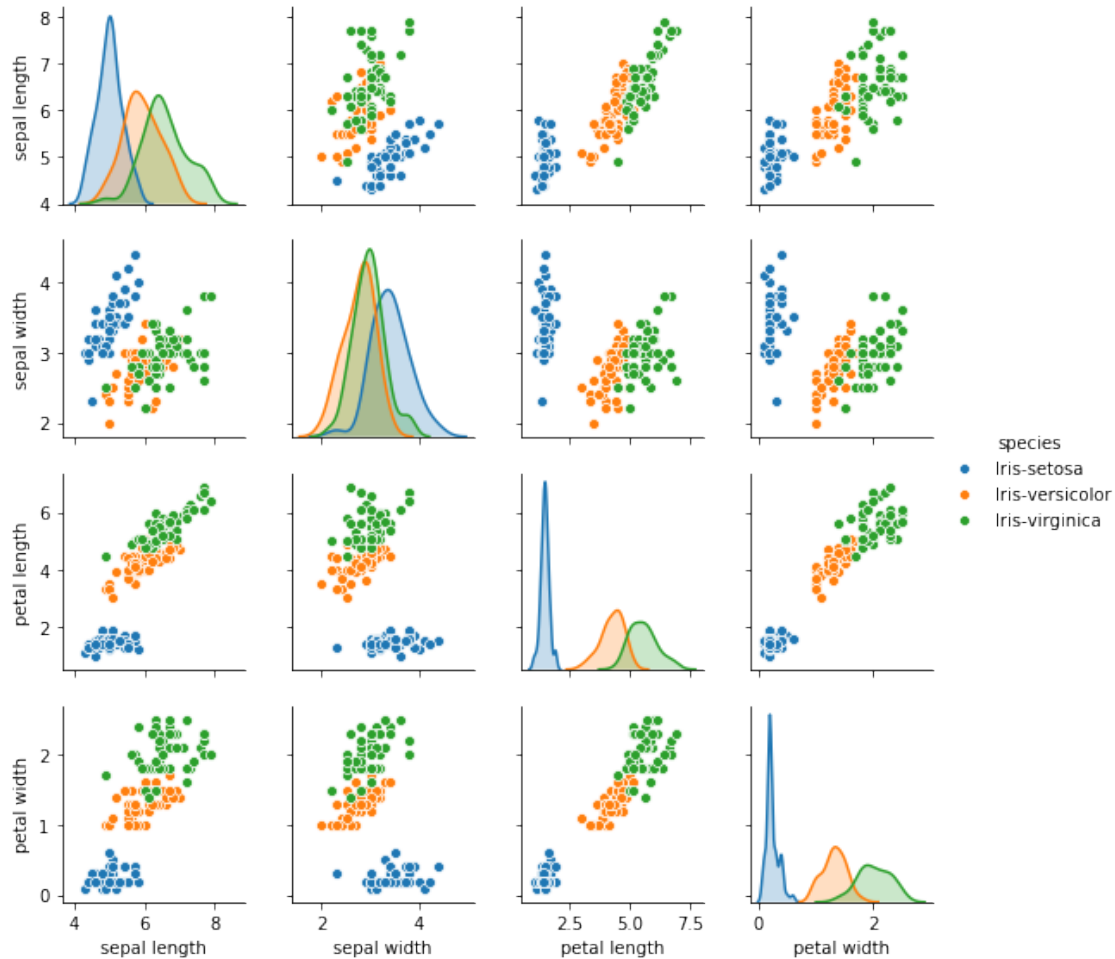 8
7
6
5
4
sepal length
4
3
2
sepal width
species
Iris-setosa
Iris-versicolor
Iris-virginica
6
4
2
petal length
2
1
0
petal width
4 6 8
2 4
2.5 5.0 7.5
0 2
sepal length
sepal width
petal length
petal width